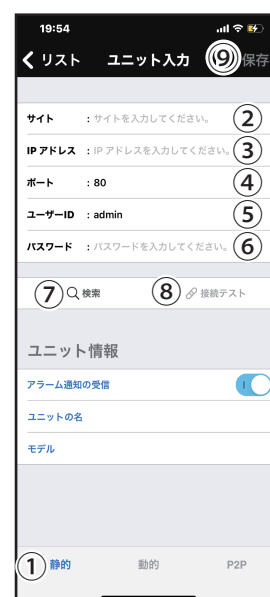 19:54
リスト ユニット入力 ⑨ 保存
サイト : サイトを入力してください。 ②
IP アドレス : IP アドレスを入力してください。 ③
ポート : 80 ④
ユーザーID : admin ⑤
パスワード : パスワードを入力してください。 ⑥
⑦ 検索 ⑧ 接続テスト
ユニット情報
アラーム通知の受信
ユニットの名
モデル
① 静的 動的 P2P